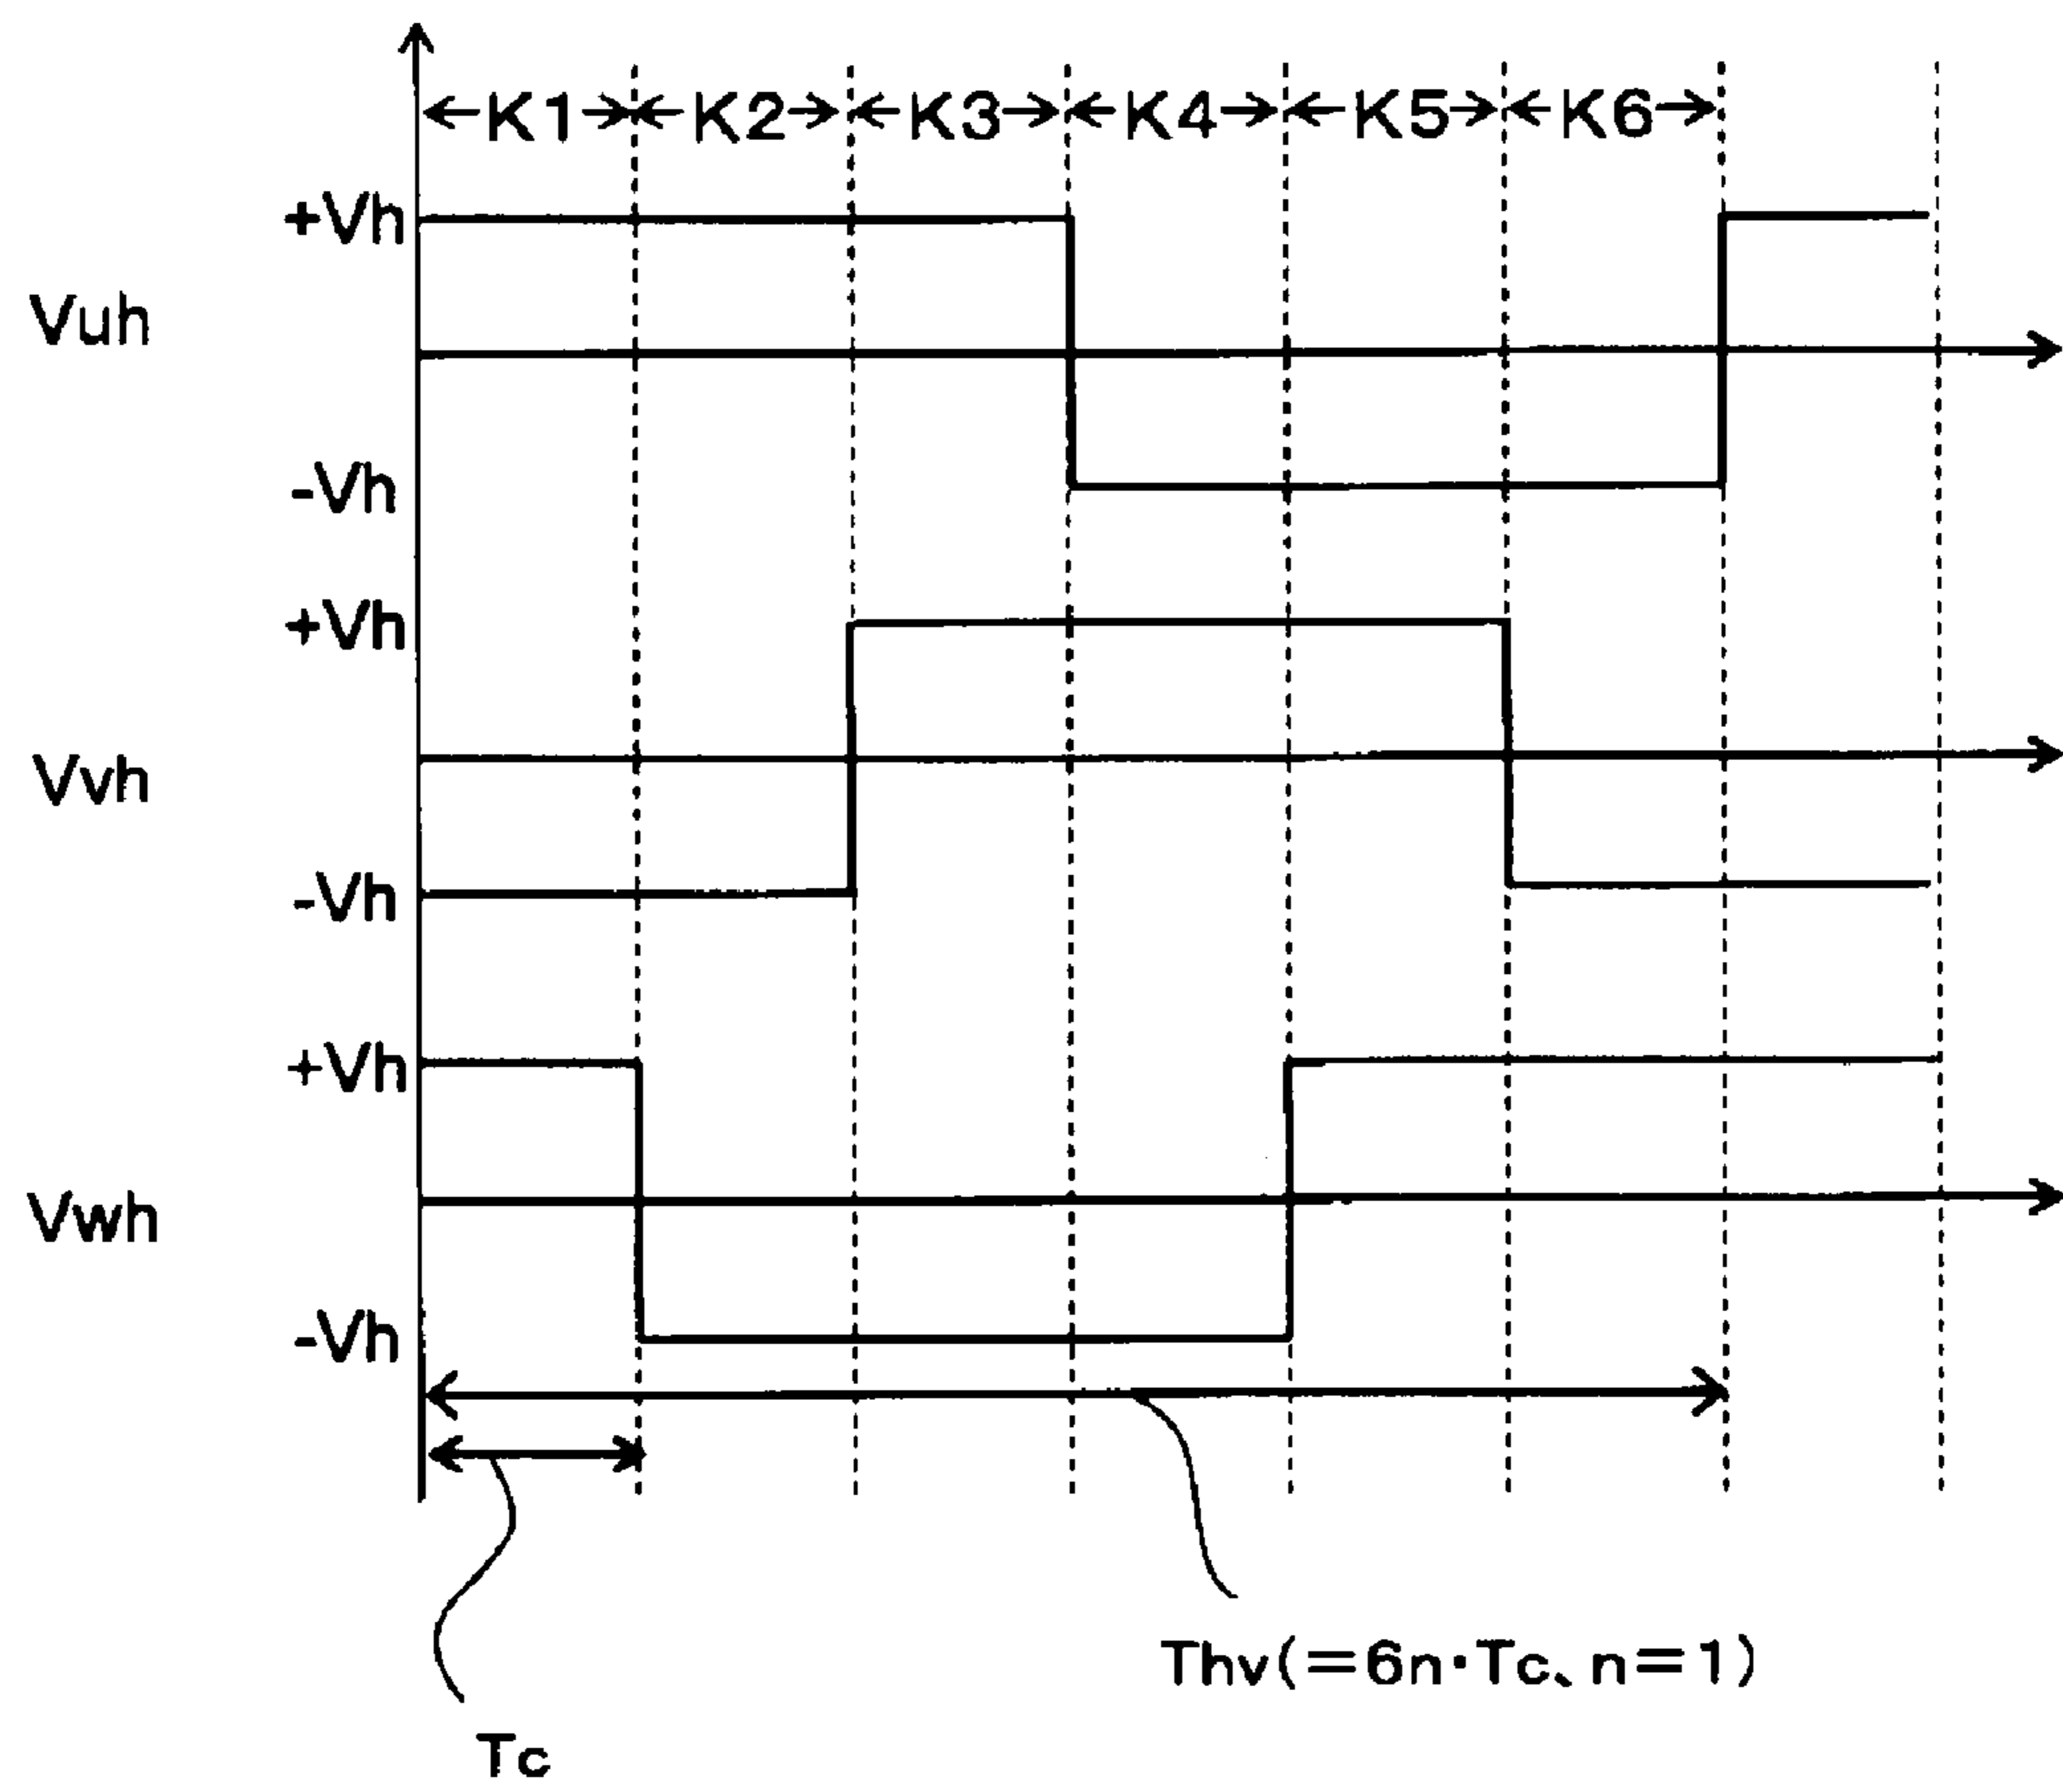 K1 K2 K3 K4 K5 K6
+Vh
Vuh
-Vh
+Vh
Vvh
-Vh
+Vh
Vwh
-Vh
Thv(=6n·Tc、n=1)
Tc